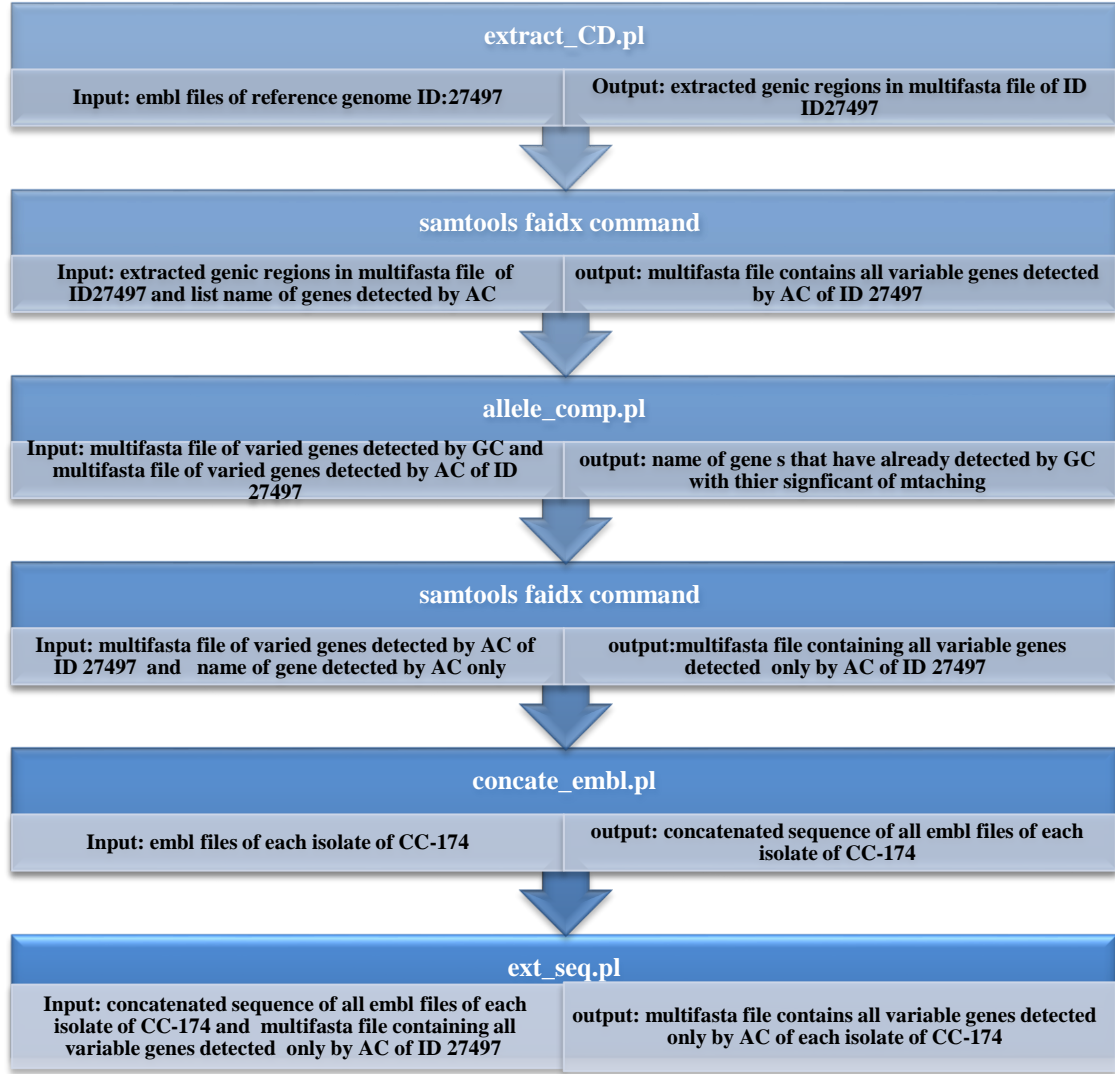 extract_CD.pl
Input: embl files of reference genome ID:27497
Output: extracted genic regions in multifasta file of ID
ID27497
samtools faidx command
Input: extracted genic regions in multifasta file of
ID27497 and list name of genes detected by AC
output: multifasta file contains all variable genes detected
by AC of ID 27497
allele_comp.pl
Input: multifasta file of varied genes detected by GC and
multifasta file of varied genes detected by AC of ID
27497
output: name of gene s that have already detected by GC
with thier signficant of mtaching
samtools faidx command
Input: multifasta file of varied genes detected by AC of
ID 27497 and name of gene detected by AC only
output:multifasta file containing all variable genes
detected only by AC of ID 27497
concate_embl.pl
Input: embl files of each isolate of CC-174
output: concatenated sequence of all embl files of each
isolate of CC-174
ext_seq.pl
Input: concatenated sequence of all embl files of each
isolate of CC-174 and multifasta file containing all
variable genes detected only by AC of ID 27497
output: multifasta file contains all variable genes detected
only by AC of each isolate of CC-174